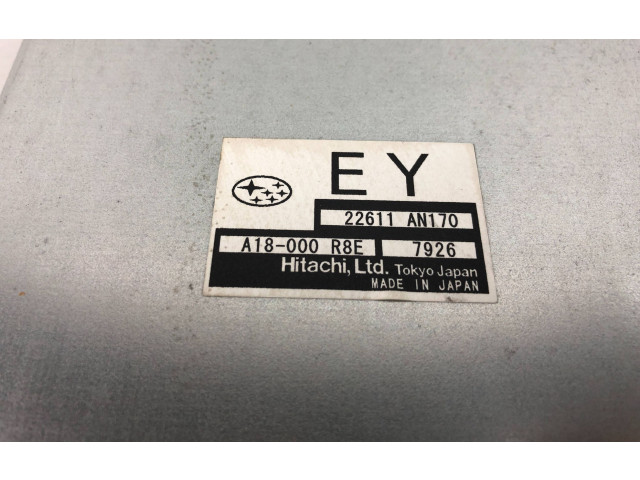 EY
22611 AN170
A18-000 R8E 7926
Hitachi, Ltd. Tokyo Japan
MADE IN JAPAN